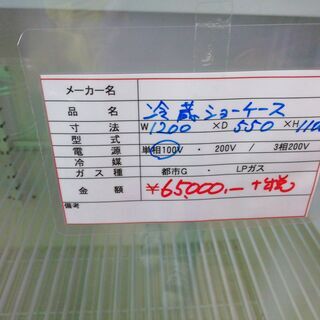 メーカー名
品名 冷蔵ショーケース
寸法 W1200 ×D 550 ×H110
型式
電源 単相100V ・ 200V / 3相200V
冷媒
ガス種 都市G ・ LPガス
金額 ¥65,000,- +税
備考